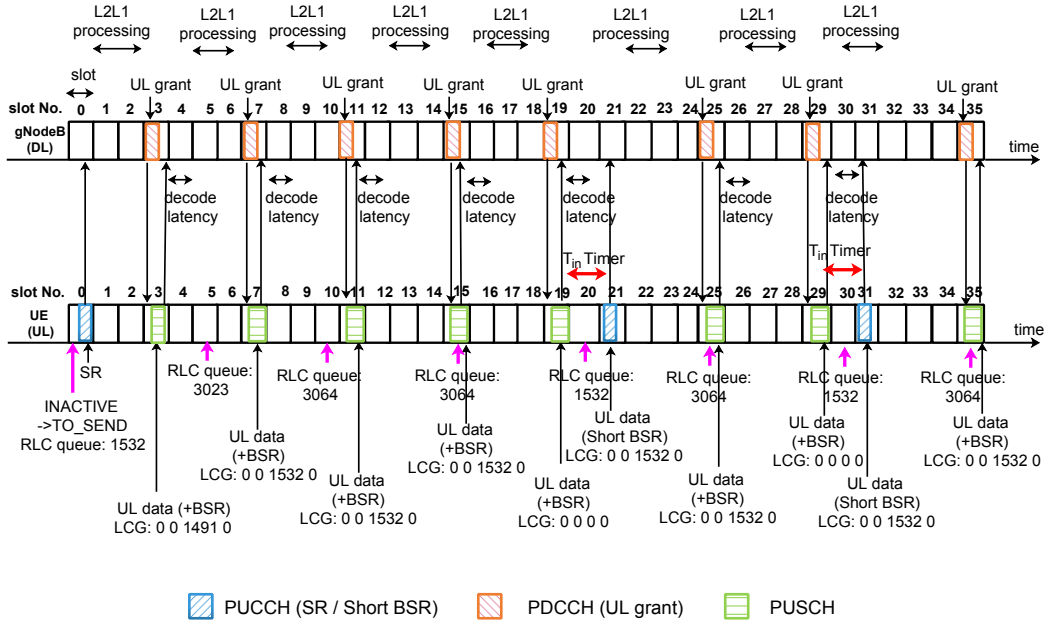 L2L1 processing
L2L1 processing
L2L1 processing
L2L1 processing
L2L1 processing
L2L1 processing
L2L1 processing
L2L1 processing
slot
UL grant
UL grant
UL grant
UL grant
UL grant
UL grant
UL grant
UL grant
slot No. 0 1 2 3 4 5 6 7 8 9 10 11 12 13 14 15 16 17 18 19 20 21 22 23 24 25 26 27 28 29 30 31 32 33 34 35
gNodeB
(DL)
time
decode latency
decode latency
decode latency
decode latency
decode latency
decode latency
decode latency
Tin Timer
Tin Timer
slot No. 0 1 2 3 4 5 6 7 8 9 10 11 12 13 14 15 16 17 18 19 20 21 22 23 24 25 26 27 28 29 30 31 32 33 34 35
UE
(UL)
time
SR
INACTIVE
->TO_SEND
RLC queue: 1532
RLC queue:
3023
RLC queue:
3064
RLC queue:
3064
RLC queue:
1532
RLC queue:
3064
RLC queue:
1532
RLC queue:
3064
UL data (+BSR)
LCG: 0 0 1491 0
UL data
(+BSR)
LCG: 0 0 1532 0
UL data
(+BSR)
LCG: 0 0 1532 0
UL data
(+BSR)
LCG: 0 0 1532 0
UL data
(+BSR)
LCG: 0 0 0 0
UL data
(Short BSR)
LCG: 0 0 1532 0
UL data
(+BSR)
LCG: 0 0 1532 0
UL data
(+BSR)
LCG: 0 0 0 0
UL data
(Short BSR)
LCG: 0 0 1532 0
UL data
(+BSR)
LCG: 0 0 1532 0
PUCCH (SR / Short BSR)
PDCCH (UL grant)
PUSCH